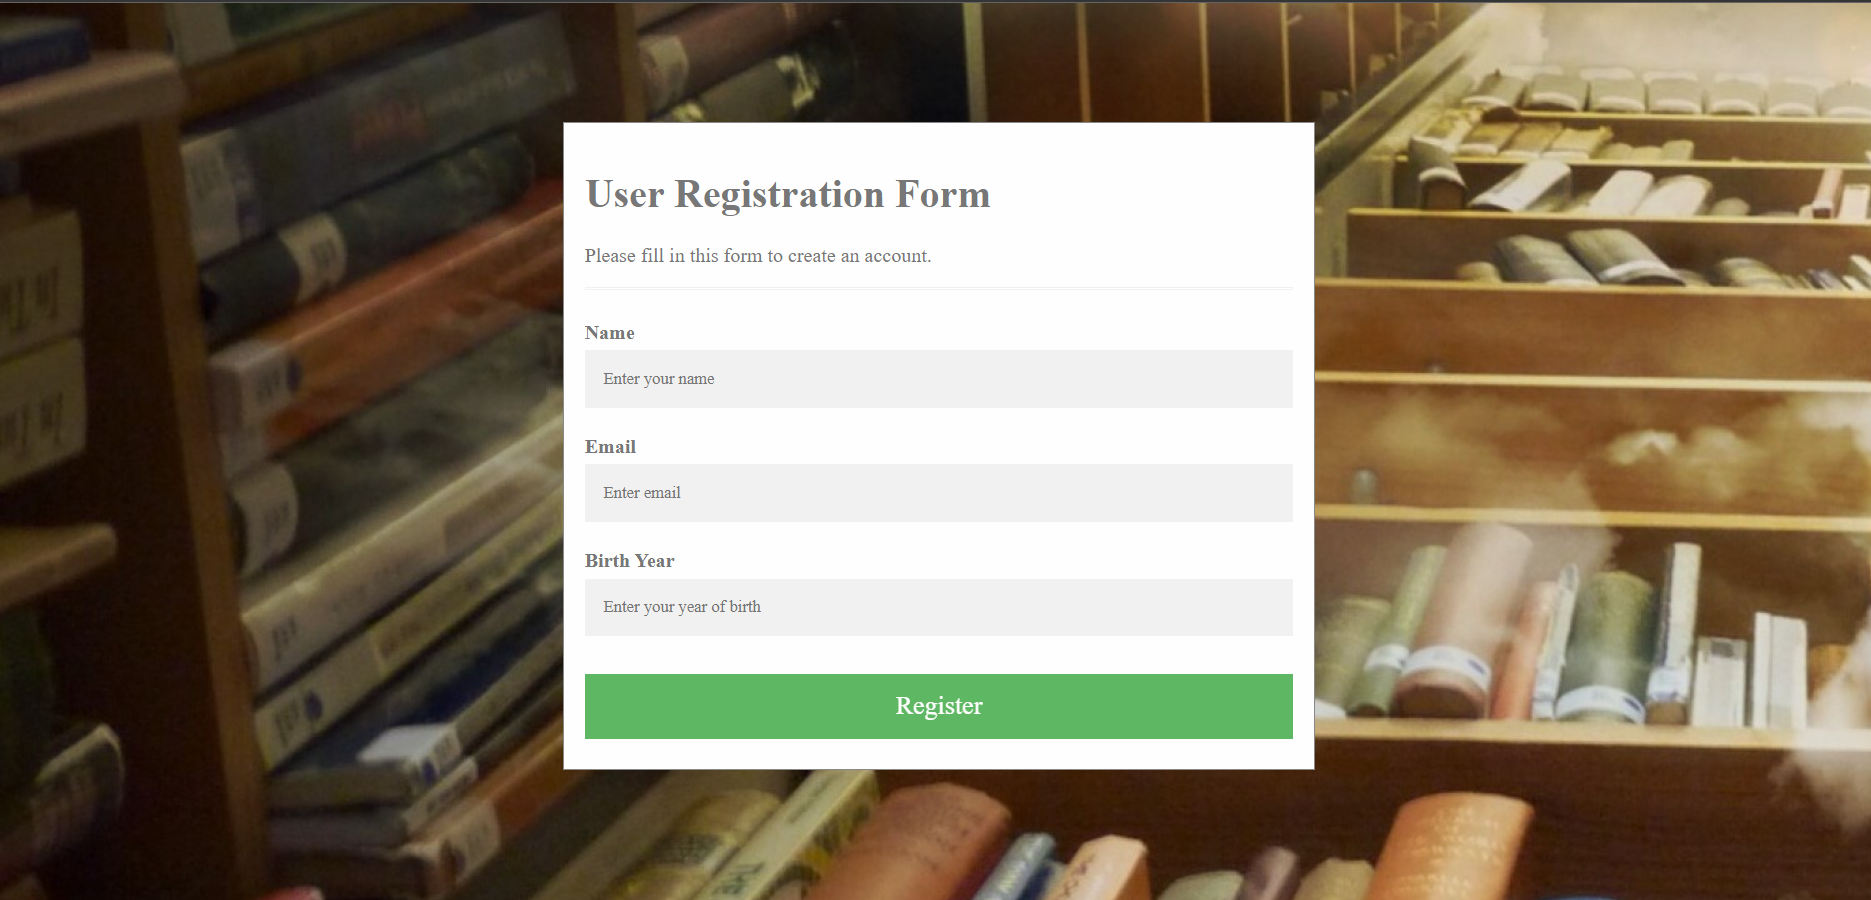 User Registration Form
Please fill in this form to create an account.
Name
Enter your name
Email
Enter email
Birth Year
Enter your year of birth
Register